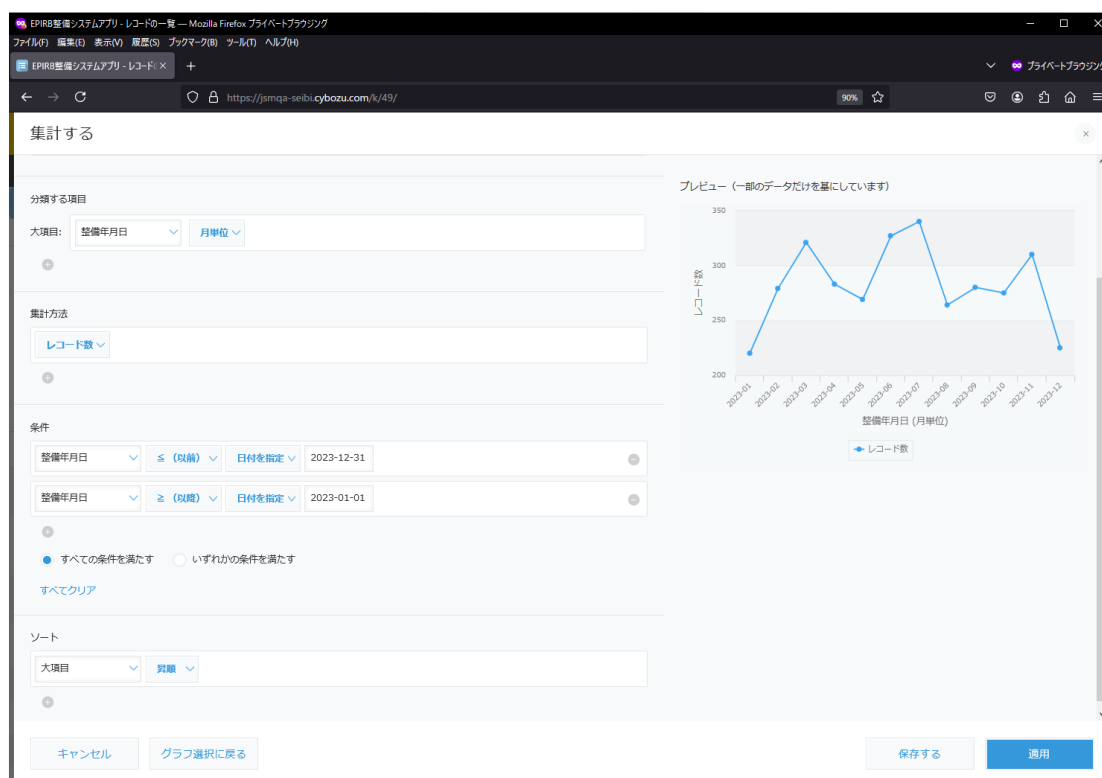 EPIRB整備システムアプリ - レコードの一覧 — Mozilla Firefox プライベートブラウジング
ファイル(F) 編集(E) 表示(V) 履歴(S) ブックマーク(B) ツール(T) ヘルプ(H)
EPIRB整備システムアプリ - レコード
プライベートブラウジング
https://jsmqa-seibi.cybozu.com/k/49/
90%
集計する
分類する項目
大項目: 整備年月日 月単位
集計方法
レコード数
条件
整備年月日 ≦ (以前) 日付を指定 2023-12-31
整備年月日 ≧ (以降) 日付を指定 2023-01-01
すべての条件を満たす いずれかの条件を満たす
すべてクリア
ソート
大項目 昇順
キャンセル グラフ選択に戻る 保存する 適用
プレビュー (一部のデータだけを基にしています)
350
300
250
200
レコード数
2023-01 2023-02 2023-03 2023-04 2023-05 2023-06 2023-07 2023-08 2023-09 2023-10 2023-11 2023-12
整備年月日 (月単位)
レコード数